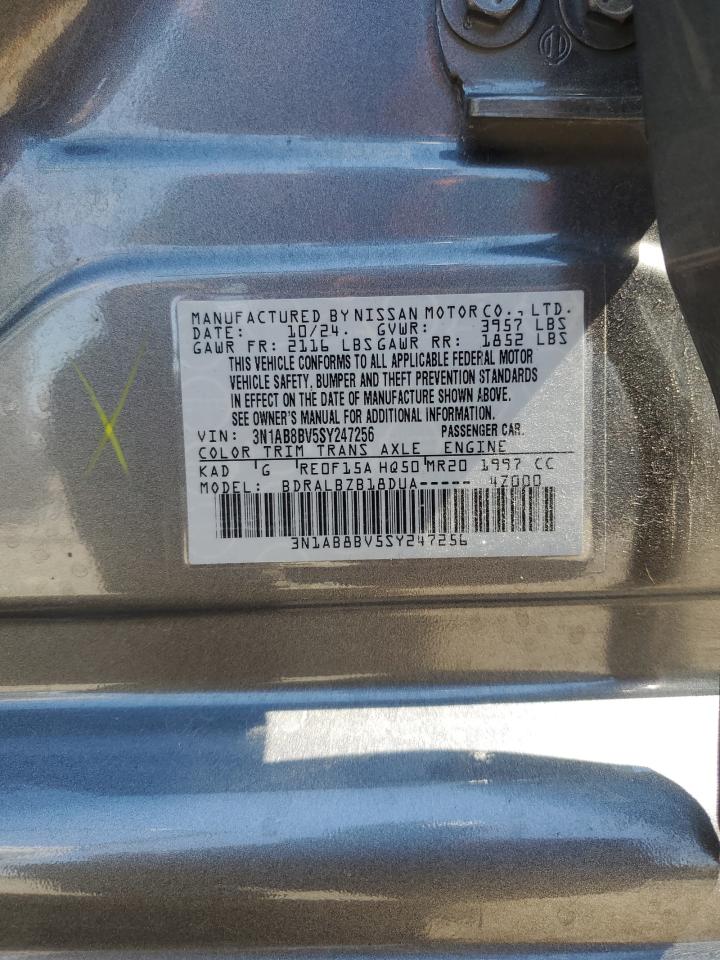 MANUFACTURED BY NISSAN MOTOR CO., LTD.
DATE: 10/24. GVWR: 3957 LBS
GAWR FR: 2116 LBS GAWR RR: 1852 LBS
THIS VEHICLE CONFORMS TO ALL APPLICABLE FEDERAL MOTOR
VEHICLE SAFETY, BUMPER AND THEFT PREVENTION STANDARDS
IN EFFECT ON THE DATE OF MANUFACTURE SHOWN ABOVE.
SEE OWNER'S MANUAL FOR ADDITIONAL INFORMATION.
VIN: 3N1AB8BV5SY247256 PASSENGER CAR.
COLOR TRIM TRANS AXLE ENGINE
KAD G RE0F15A HQ50 MR20 1997 CC
MODEL: BDRALBZB18DUA----- 4Z000
3N1AB8BV5SY247256